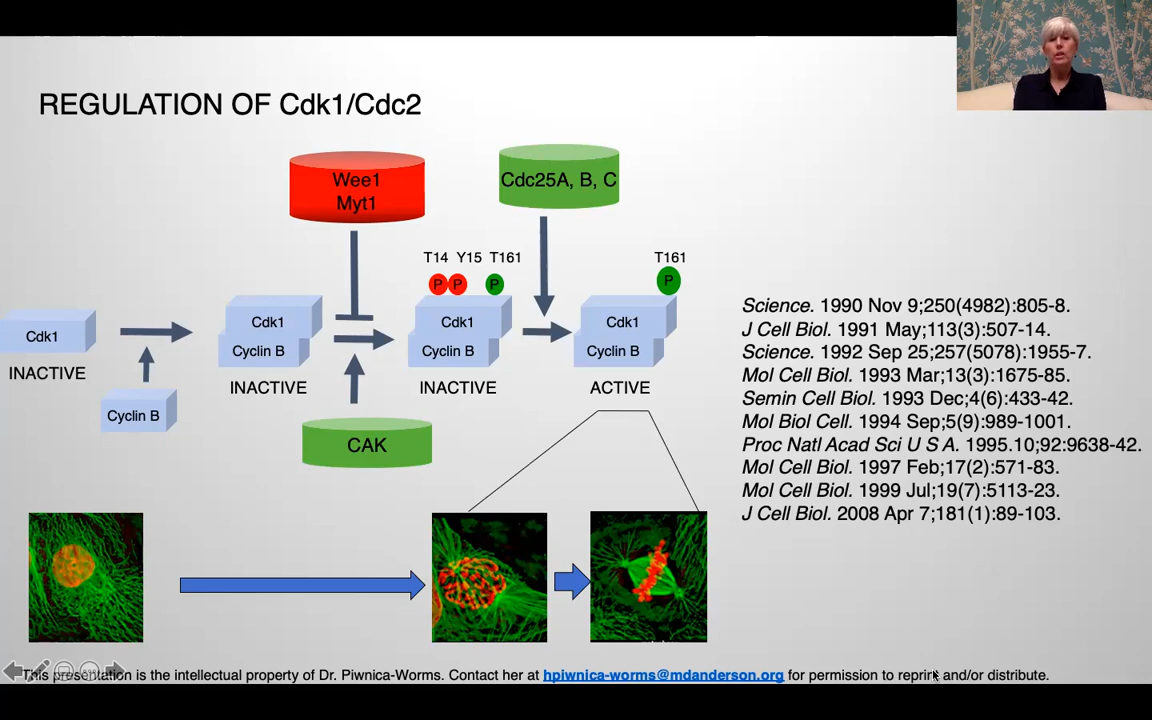 REGULATION OF Cdk1/Cdc2
Wee1
Myt1
Cdc25A, B, C
T14 Y15 T161
P P P
T161
P
Cdk1
INACTIVE
Cyclin B
Cdk1
Cyclin B
INACTIVE
Cdk1
Cyclin B
INACTIVE
Cdk1
Cyclin B
ACTIVE
CAK
Science. 1990 Nov 9;250(4982):805-8.
J Cell Biol. 1991 May;113(3):507-14.
Science. 1992 Sep 25;257(5078):1955-7.
Mol Cell Biol. 1993 Mar;13(3):1675-85.
Semin Cell Biol. 1993 Dec;4(6):433-42.
Mol Biol Cell. 1994 Sep;5(9):989-1001.
Proc Natl Acad Sci U S A. 1995.10;92:9638-42.
Mol Cell Biol. 1997 Feb;17(2):571-83.
Mol Cell Biol. 1999 Jul;19(7):5113-23.
J Cell Biol. 2008 Apr 7;181(1):89-103.
This presentation is the intellectual property of Dr. Piwnica-Worms. Contact her at hpiwnica-worms@mdanderson.org for permission to reprint and/or distribute.